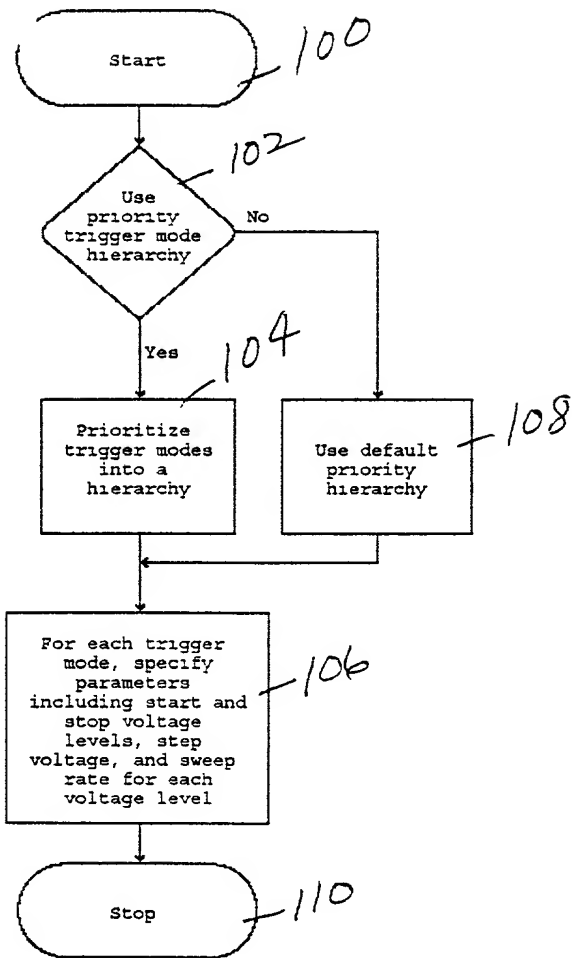 Start
100
102
Use
priority
trigger mode
hierarchy
No
Yes
104
Prioritize
trigger modes
into a
hierarchy
108
Use default
priority
hierarchy
For each trigger
mode, specify
parameters
including start and
stop voltage
levels, step
voltage, and sweep
rate for each
voltage level
106
Stop
110